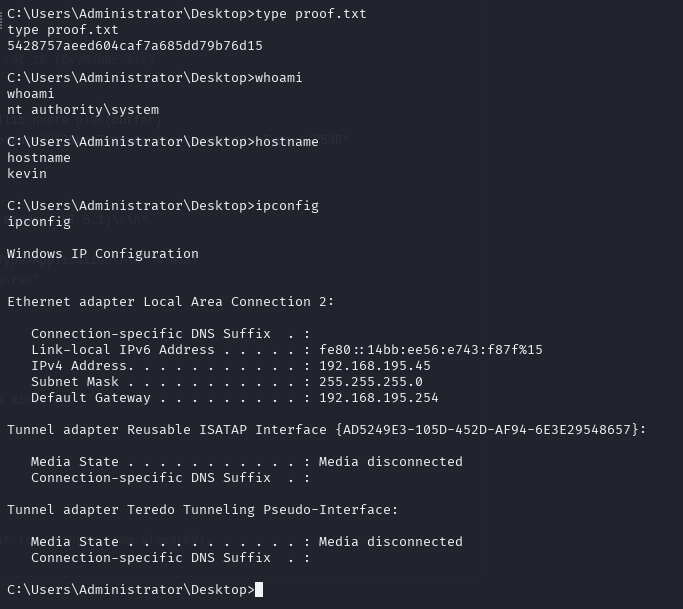 C:\Users\Administrator\Desktop>type proof.txt
type proof.txt
5428757aeed604caf7a685dd79b76d15
C:\Users\Administrator\Desktop>whoami
whoami
nt authority\system
C:\Users\Administrator\Desktop>hostname
hostname
kevin
C:\Users\Administrator\Desktop>ipconfig
ipconfig
Windows IP Configuration
Ethernet adapter Local Area Connection 2:
Connection-specific DNS Suffix  . :
Link-local IPv6 Address . . . . . : fe80::14bb:ee56:e743:f87f%15
IPv4 Address. . . . . . . . . . . : 192.168.195.45
Subnet Mask . . . . . . . . . . . : 255.255.255.0
Default Gateway . . . . . . . . . : 192.168.195.254
Tunnel adapter Reusable ISATAP Interface {AD5249E3-105D-452D-AF94-6E3E29548657}:
Media State . . . . . . . . . . . : Media disconnected
Connection-specific DNS Suffix  . :
Tunnel adapter Teredo Tunneling Pseudo-Interface:
Media State . . . . . . . . . . . : Media disconnected
Connection-specific DNS Suffix  . :
C:\Users\Administrator\Desktop>